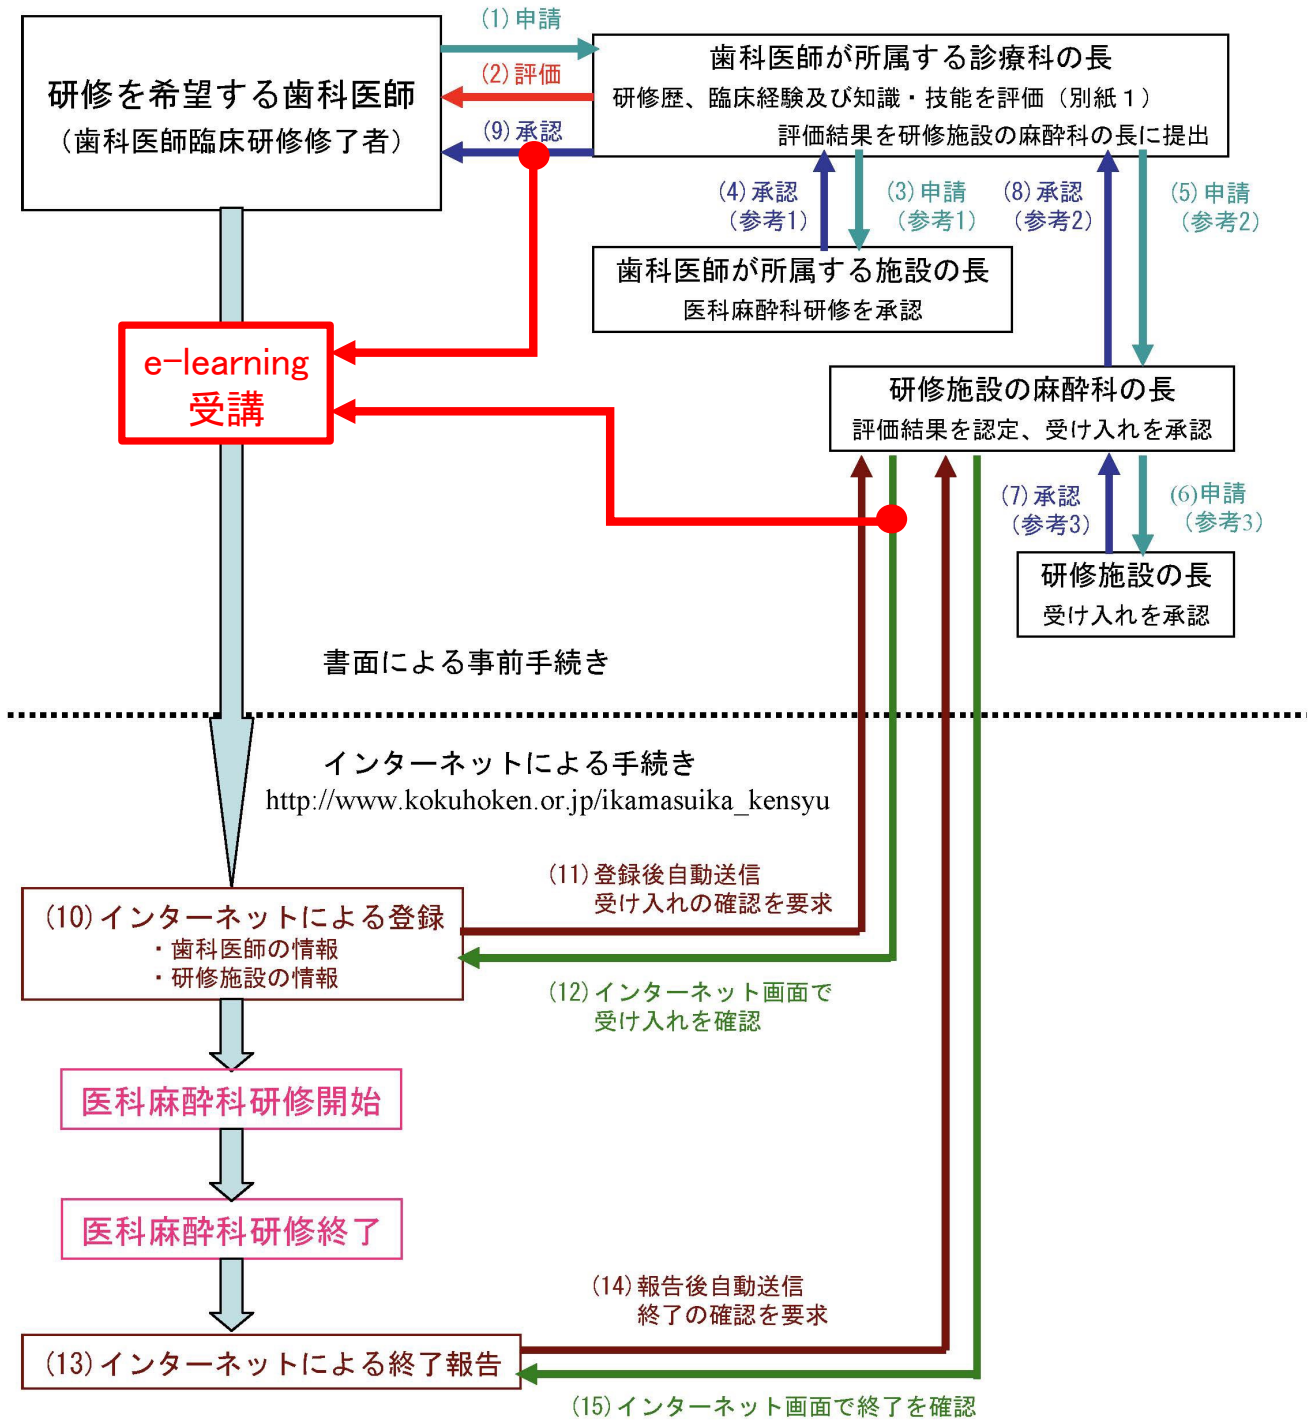 (1)申請
研修を希望する歯科医師
(歯科医師臨床研修修了者)
(2)評価
(9)承認
歯科医師が所属する診療科の長
研修歴、臨床経験及び知識・技能を評価(別紙1)
評価結果を研修施設の麻酔科の長に提出
(4)承認
(参考1)
(3)申請
(参考1)
(8)承認
(参考2)
(5)申請
(参考2)
歯科医師が所属する施設の長
医科麻酔科研修を承認
e-learning
受講
研修施設の麻酔科の長
評価結果を認定、受け入れを承認
(7)承認
(参考3)
(6)申請
(参考3)
研修施設の長
受け入れを承認
書面による事前手続き
インターネットによる手続き
http://www.kokuhoken.or.jp/ikamasuika_kensyu
(11)登録後自動送信
受け入れの確認を要求
(10)インターネットによる登録
・歯科医師の情報
・研修施設の情報
(12)インターネット画面で
受け入れを確認
医科麻酔科研修開始
医科麻酔科研修終了
(14)報告後自動送信
終了の確認を要求
(13)インターネットによる終了報告
(15)インターネット画面で終了を確認